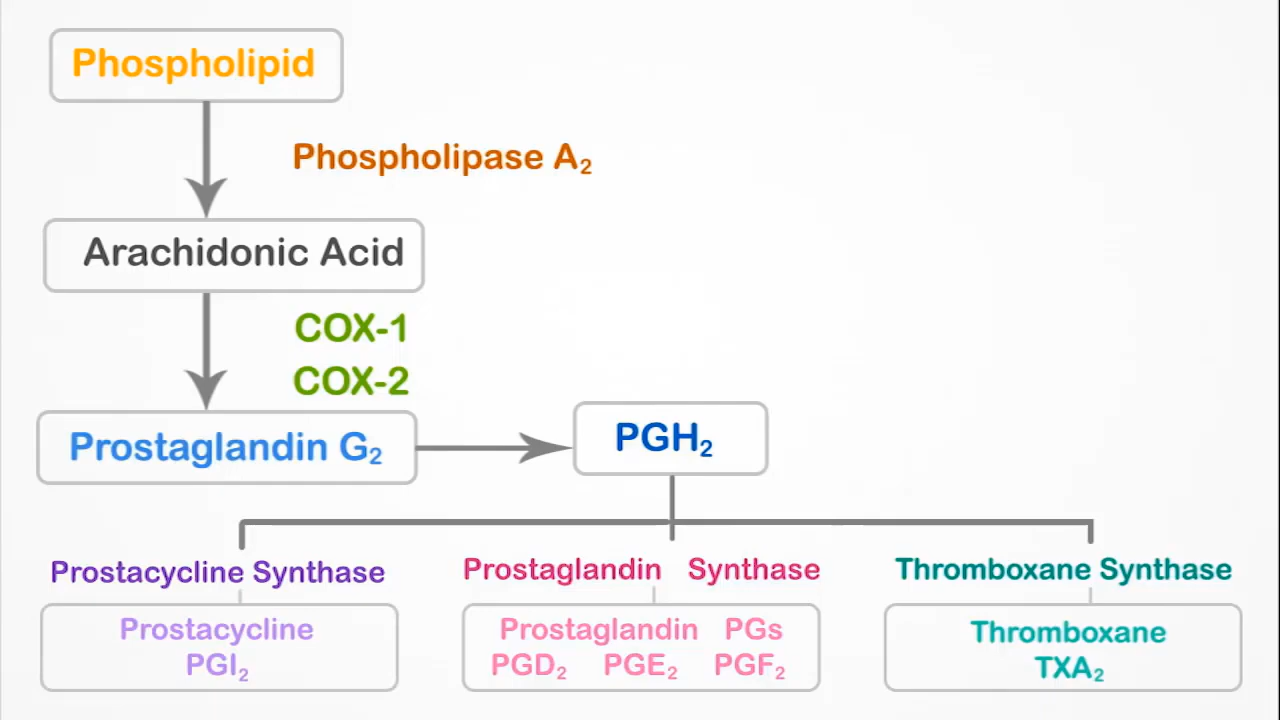 Phospholipid
Phospholipase A₂
Arachidonic Acid
COX-1
COX-2
Prostaglandin G₂
PGH₂
Prostacycline Synthase
Prostaglandin Synthase
Thromboxane Synthase
Prostacycline
PGI₂
Prostaglandin PGs
PGD₂ PGE₂ PGF₂
Thromboxane
TXA₂